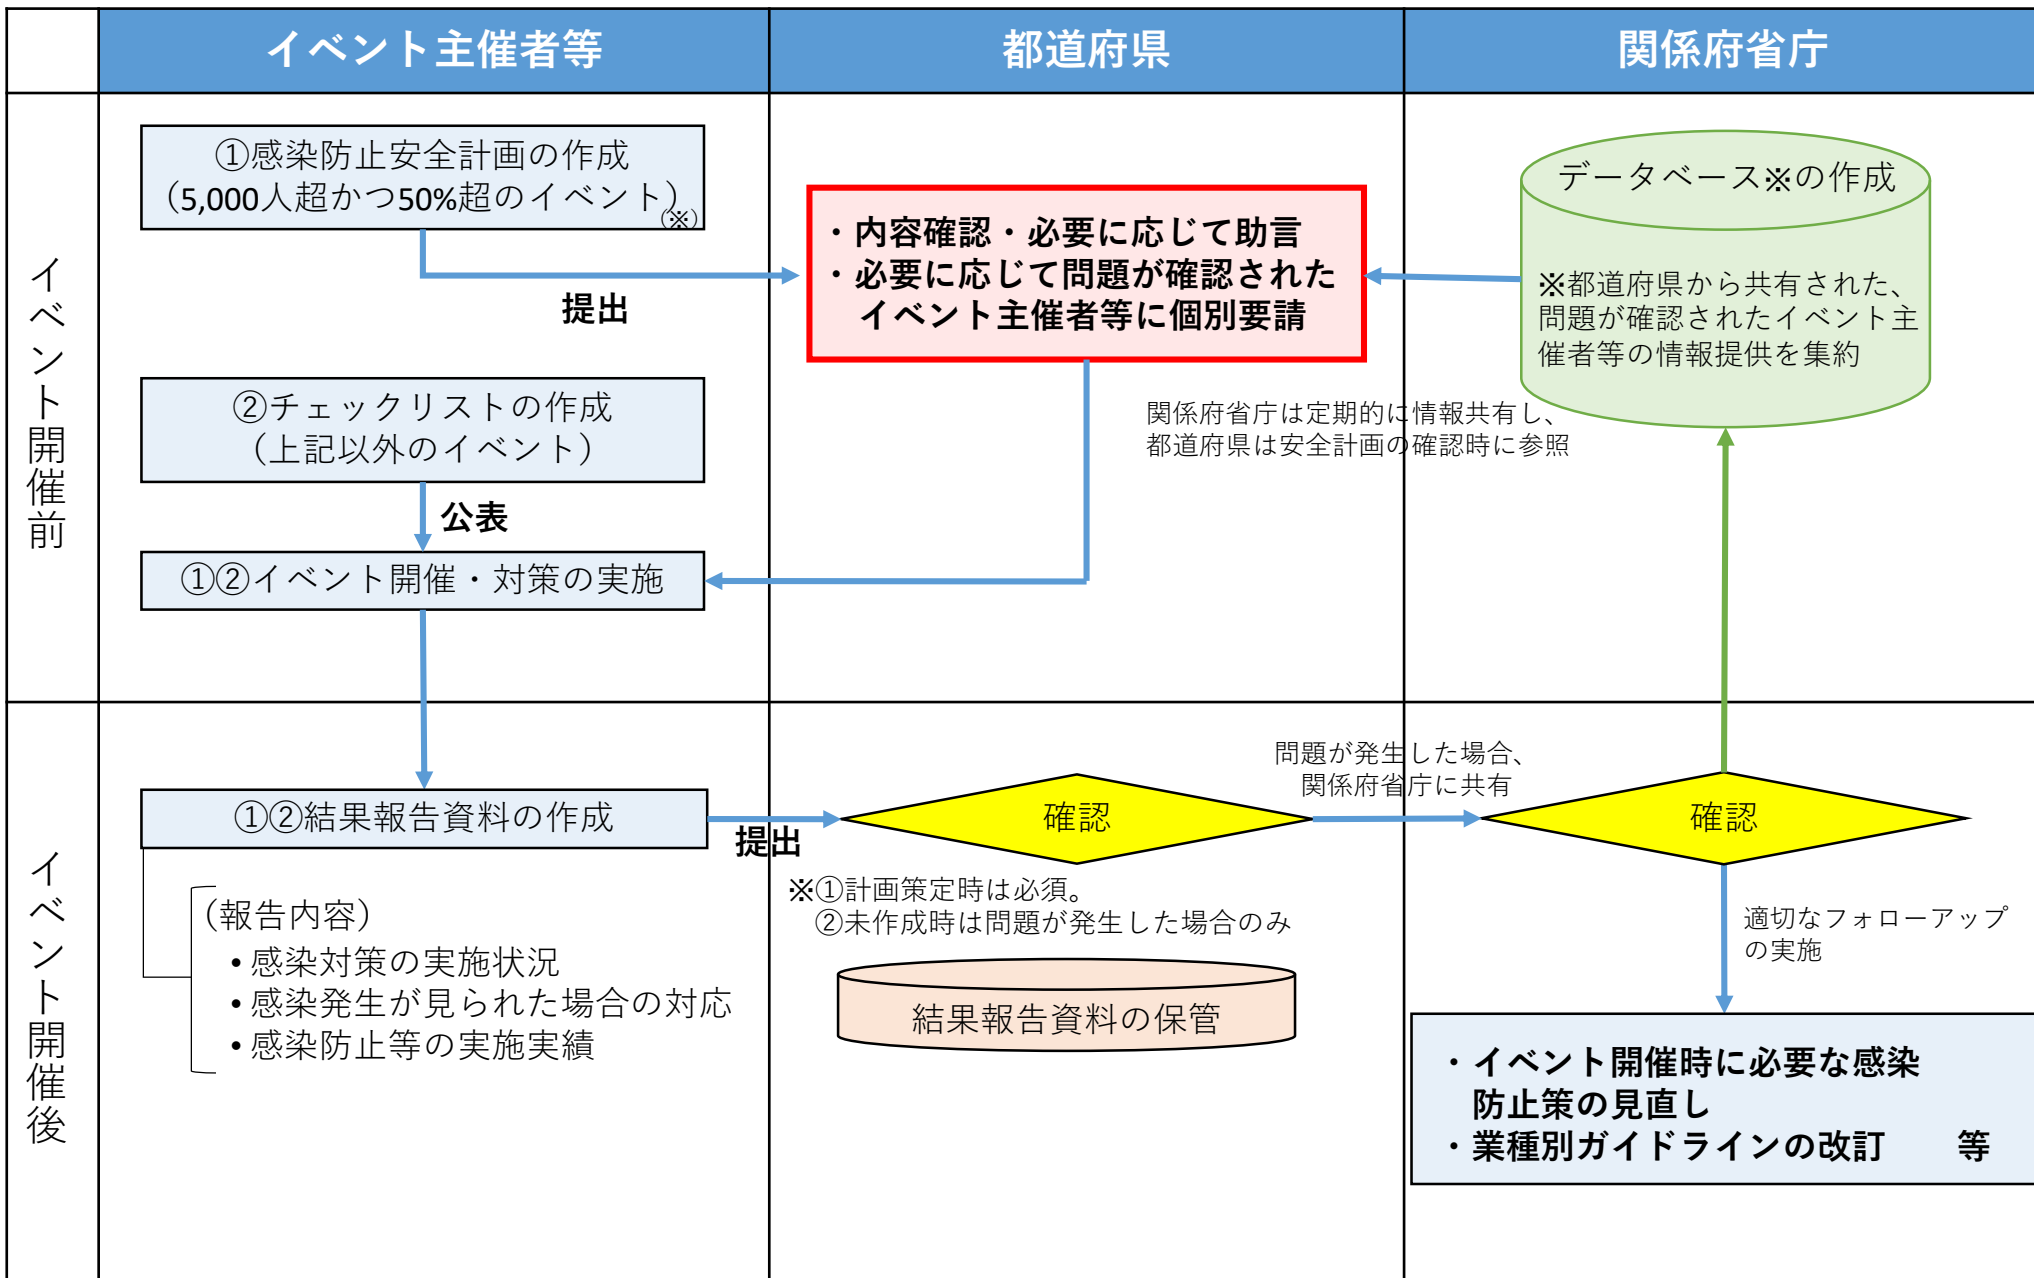 イベント主催者等
都道府県
関係府省庁
イベント開催前
①感染防止安全計画の作成
（5,000人超かつ50%超のイベント）
（※）
提出
・内容確認・必要に応じて助言
・必要に応じて問題が確認された
イベント主催者等に個別要請
データベース※の作成
※都道府県から共有された、
問題が確認されたイベント主
催者等の情報提供を集約
関係府省庁は定期的に情報共有し、
都道府県は安全計画の確認時に参照
②チェックリストの作成
（上記以外のイベント）
公表
①②イベント開催・対策の実施
イベント開催後
①②結果報告資料の作成
提出
確認
問題が発生した場合、
関係府省庁に共有
確認
（報告内容）
•感染対策の実施状況
•感染発生が見られた場合の対応
•感染防止等の実施実績
※①計画策定時は必須。
②未作成時は問題が発生した場合のみ
結果報告資料の保管
適切なフォローアップ
の実施
・イベント開催時に必要な感染
防止策の見直し
・業種別ガイドラインの改訂　　等